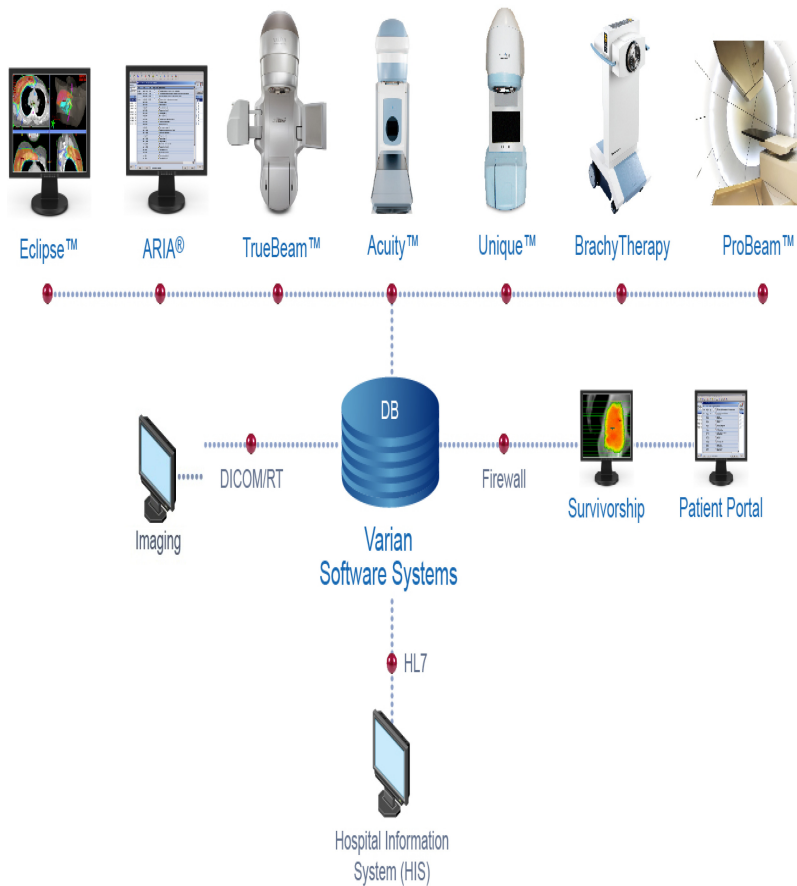 Eclipse™
ARIA®
TrueBeam™
Acuity™
Unique™
BrachyTherapy
ProBeam™
DB
DICOM/RT
Firewall
Imaging
Survivorship
Patient Portal
Varian
Software Systems
HL7
Hospital Information
System (HIS)